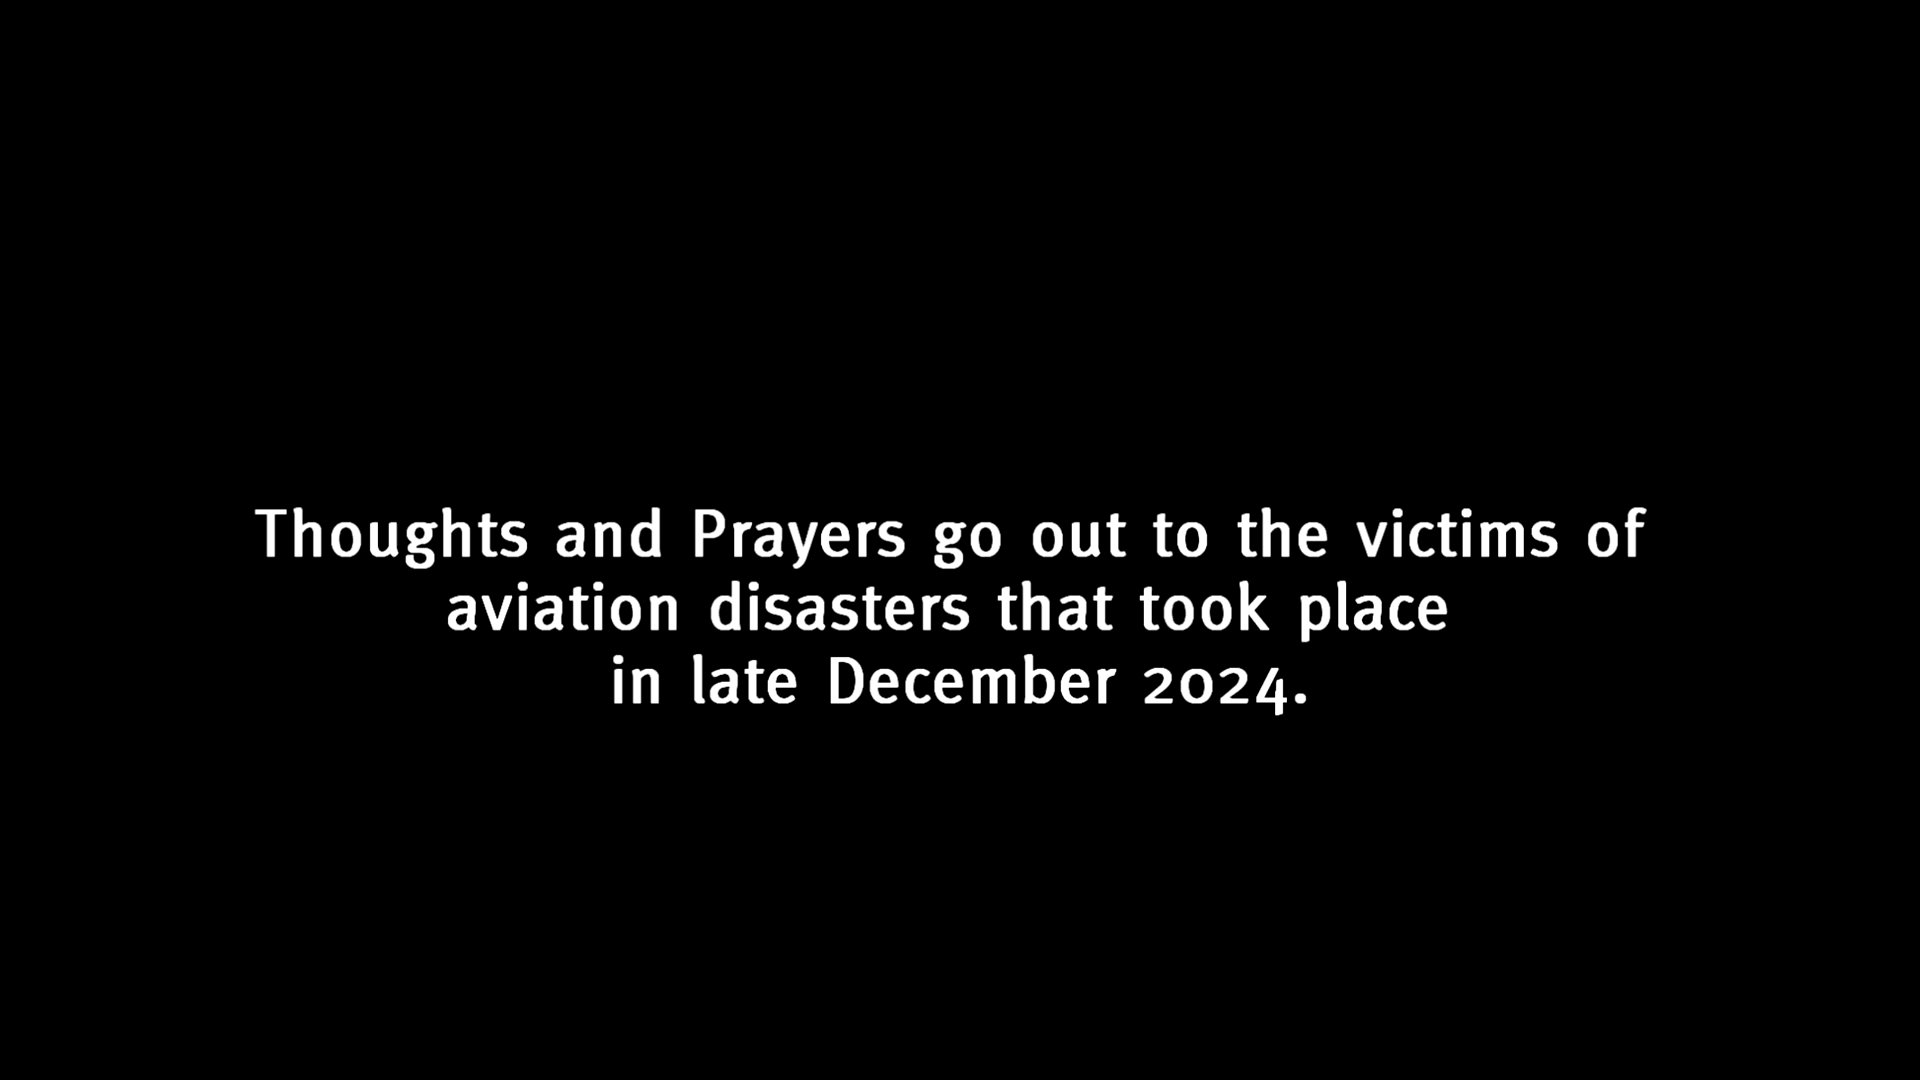 Thoughts and Prayers go out to the victims of
aviation disasters that took place
in late December 2024.